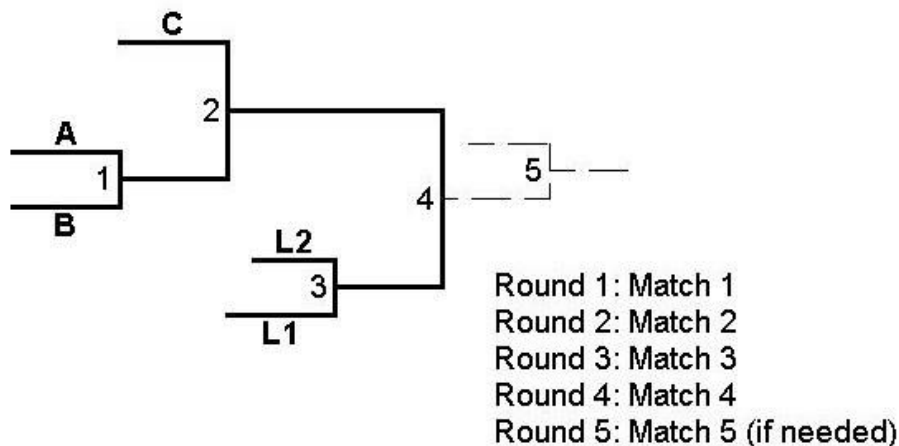 C
2
A
1
B
5
4
L2
3
L1
Round 1: Match 1
Round 2: Match 2
Round 3: Match 3
Round 4: Match 4
Round 5: Match 5 (if needed)